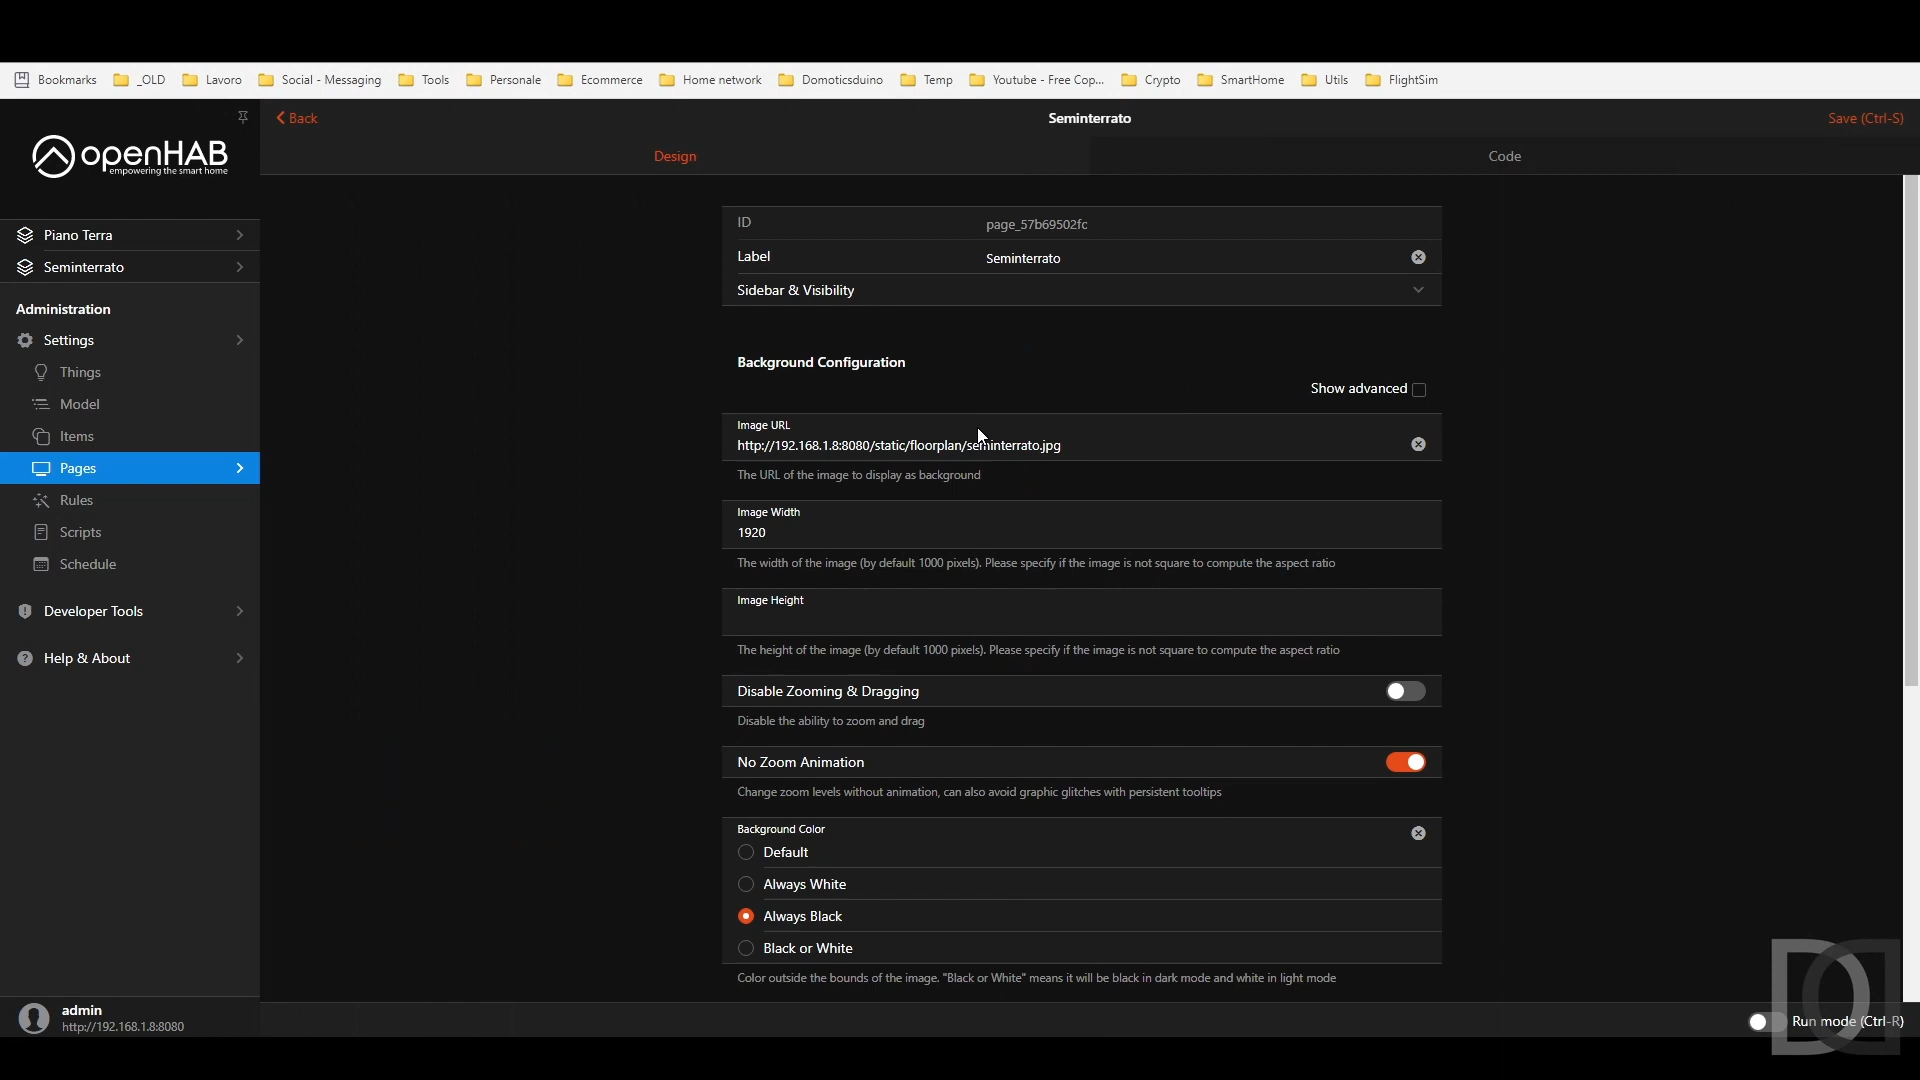 Bookmarks _OLD Lavoro Social - Messaging Tools Personale Ecommerce Home network Domoticsduino Temp Youtube - Free Cop... Crypto SmartHome Utils FlightSim
Back Seminterrato Save (Ctrl-S)
openHAB
empowering the smart home
Design Code
Piano Terra
Seminterrato
Administration
Settings
Things
Model
Items
Pages
Rules
Scripts
Schedule
Developer Tools
Help & About
admin
http://192.168.1.8:8080
ID page_57b69502fc
Label Seminterrato
Sidebar & Visibility
Background Configuration
Show advanced
Image URL
http://192.168.1.8:8080/static/floorplan/seminterrato.jpg
The URL of the image to display as background
Image Width
1920
The width of the image (by default 1000 pixels). Please specify if the image is not square to compute the aspect ratio
Image Height
The height of the image (by default 1000 pixels). Please specify if the image is not square to compute the aspect ratio
Disable Zooming & Dragging
Disable the ability to zoom and drag
No Zoom Animation
Change zoom levels without animation, can also avoid graphic glitches with persistent tooltips
Background Color
Default
Always White
Always Black
Black or White
Color outside the bounds of the image. "Black or White" means it will be black in dark mode and white in light mode
Run mode (Ctrl-R)